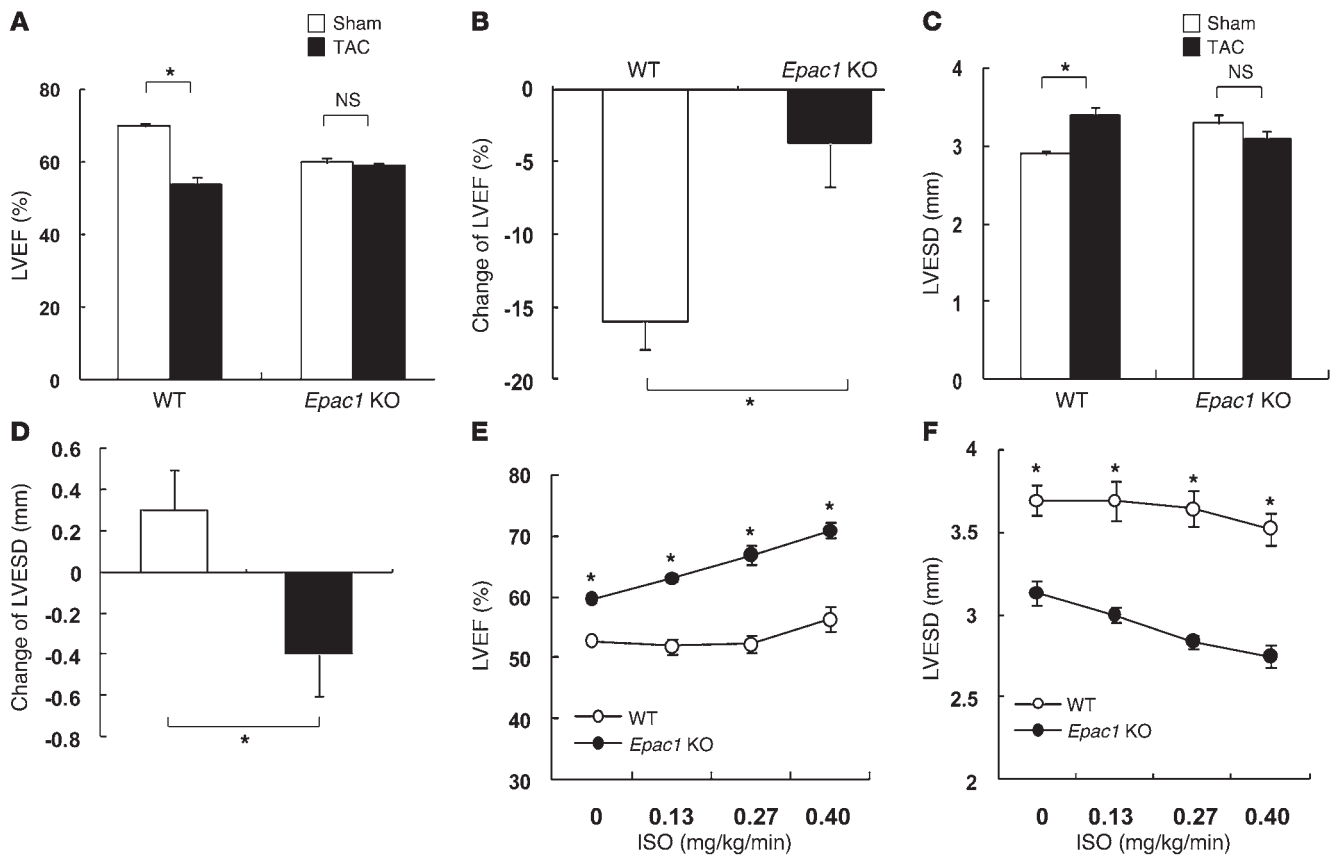 A
Sham
TAC
LVEF (%)
80
60
40
20
0
*
NS
WT
Epac1 KO
B
WT
Epac1 KO
Change of LVEF (%)
0
-5
-10
-15
-20
*
C
Sham
TAC
LVESD (mm)
4
3
2
1
0
*
NS
WT
Epac1 KO
D
Change of LVESD (mm)
0.6
0.4
0.2
0
-0.2
-0.4
-0.6
-0.8
*
E
LVEF (%)
80
70
60
50
40
30
* * * *
WT
Epac1 KO
0 0.13 0.27 0.40
ISO (mg/kg/min)
F
LVESD (mm)
4
3.5
3
2.5
2
* * * *
WT
Epac1 KO
0 0.13 0.27 0.40
ISO (mg/kg/min)